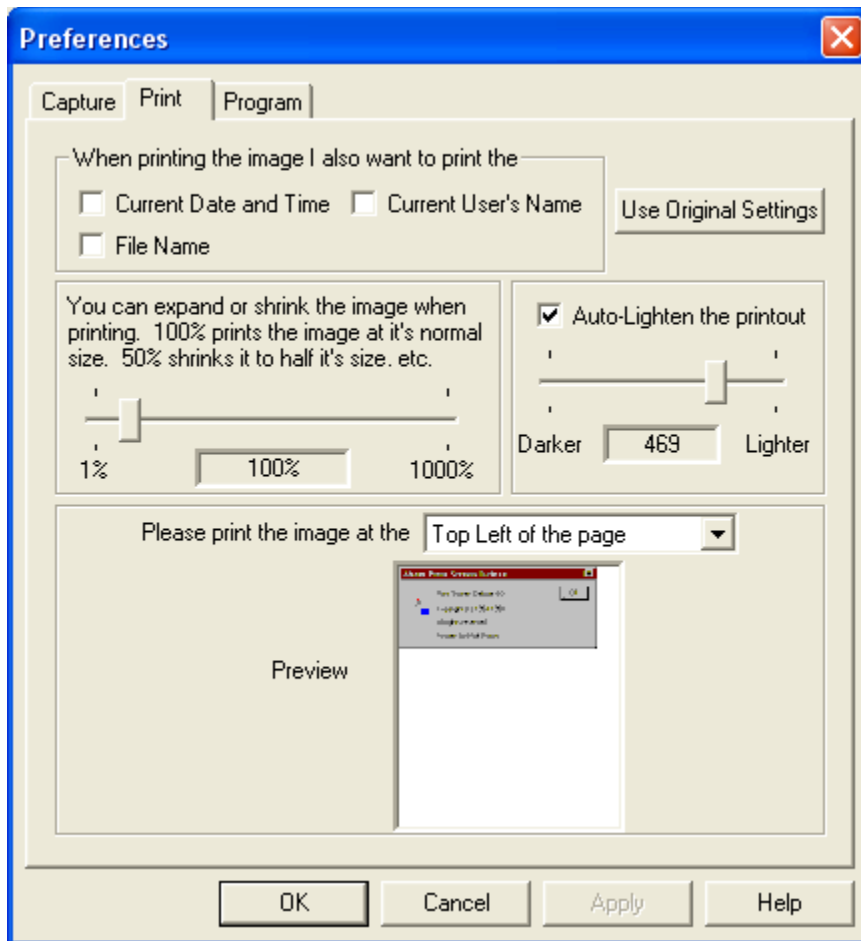 Preferences
Capture Print Program
When printing the image I also want to print the
Current Date and Time Current User's Name
File Name
Use Original Settings
You can expand or shrink the image when
printing. 100% prints the image at it's normal
size. 50% shrinks it to half it's size. etc.
1% 100% 1000%
Auto-Lighten the printout
Darker 469 Lighter
Please print the image at the Top Left of the page
Preview
OK Cancel Apply Help